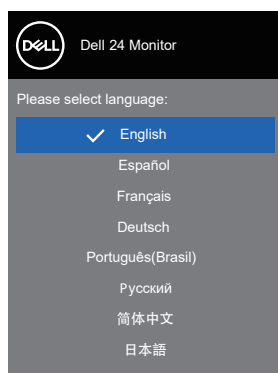 DELL
Dell 24 Monitor
Please select language:
English
Español
Français
Deutsch
Português(Brasil)
Русский
简体中文
日本語